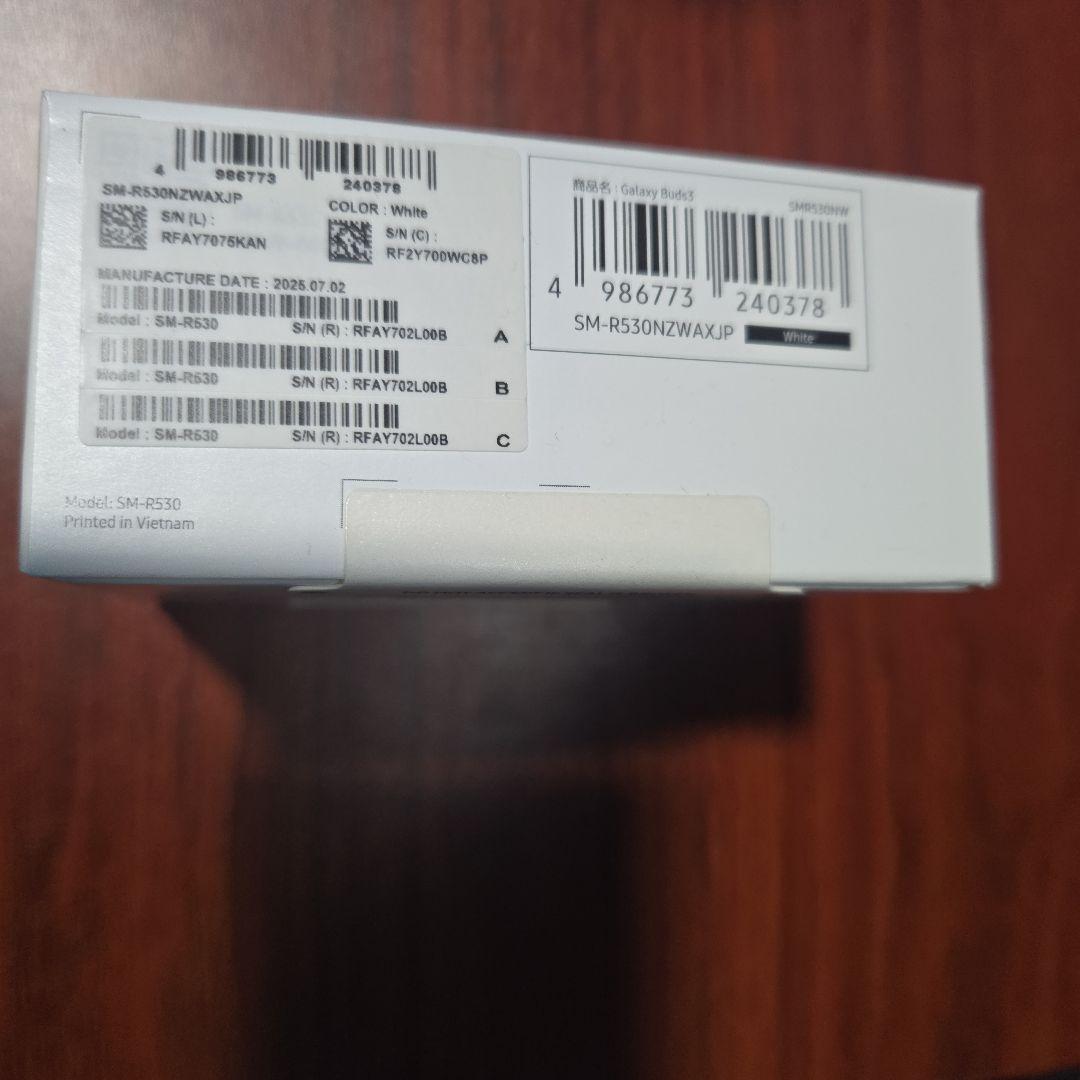 4 986773 240378
SM-R530NZWAXJP
COLOR : White
S/N (L) :
RFAY7075KAN
S/N (C) :
RF2Y700WC8P
MANUFACTURE DATE : 2025.07.02
Model : SM-R530 S/N (R) : RFAY702L00B A
Model : SM-R530 S/N (R) : RFAY702L00B B
Model : SM-R530 S/N (R) : RFAY702L00B C
商品名 : Galaxy Buds3
SMR530NW
4 986773 240378
SM-R530NZWAXJP White
Model: SM-R530
Printed in Vietnam